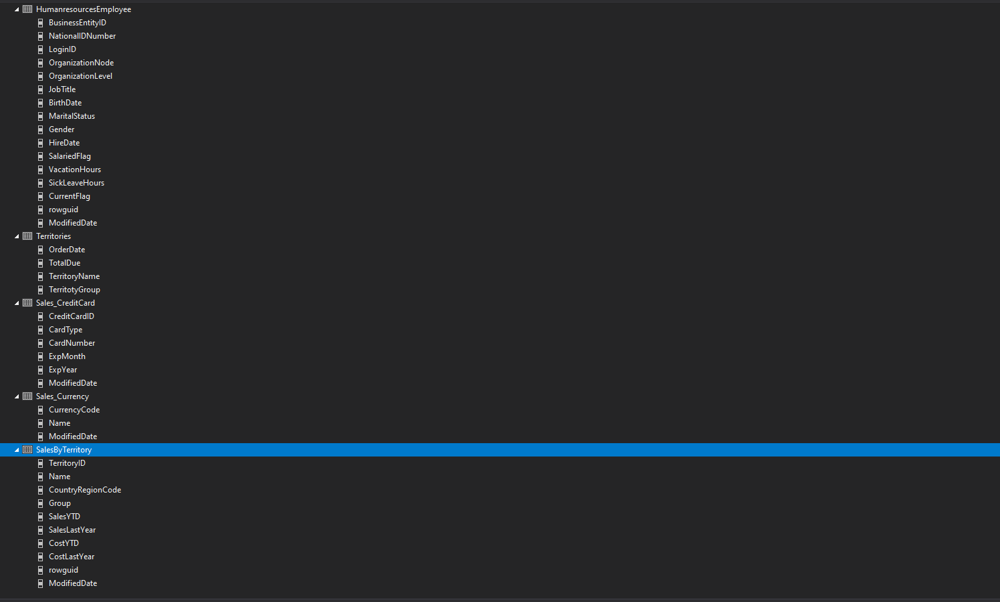 HumanresourcesEmployee
BusinessEntityID
NationalIDNumber
LoginID
OrganizationNode
OrganizationLevel
JobTitle
BirthDate
MaritalStatus
Gender
HireDate
SalariedFlag
VacationHours
SickLeaveHours
CurrentFlag
rowguid
ModifiedDate
Territories
OrderDate
TotalDue
TerritoryName
TerritotyGroup
Sales_CreditCard
CreditCardID
CardType
CardNumber
ExpMonth
ExpYear
ModifiedDate
Sales_Currency
CurrencyCode
Name
ModifiedDate
SalesByTerritory
TerritoryID
Name
CountryRegionCode
Group
SalesYTD
SalesLastYear
CostYTD
CostLastYear
rowguid
ModifiedDate